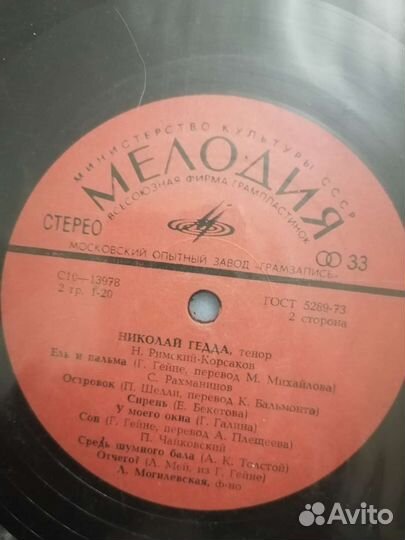 МИНИСТЕРСТВО КУЛЬТУРЫ СССР
МЕЛОДИЯ
ВСЕСОЮЗНАЯ ФИРМА ГРАМПЛАСТИНОК
СТЕРЕО
33
МОСКОВСКИЙ ОПЫТНЫЙ ЗАВОД «ГРАМЗАПИСЬ»
С10—13978
ГОСТ 5289-73
2 гр. 1-20
2 сторона
НИКОЛАЙ ГЕДДА, тенор
Н. Римский-Корсаков
Ель и пальма (Г. Гейне, перевод М. Михайлова)
С. Рахманинов
Островок (П. Шелли, перевод К. Бальмонта)
Сирень (Е. Бекетова)
У моего окна (Г. Галина)
Сон (Г. Гейне, перевод А. Плещеева)
П. Чайковский
Средь шумного бала (А. К. Толстой)
Отчего? (Л. Мей, из Г. Гейне)
Л. Могилевская, ф-но
Avito